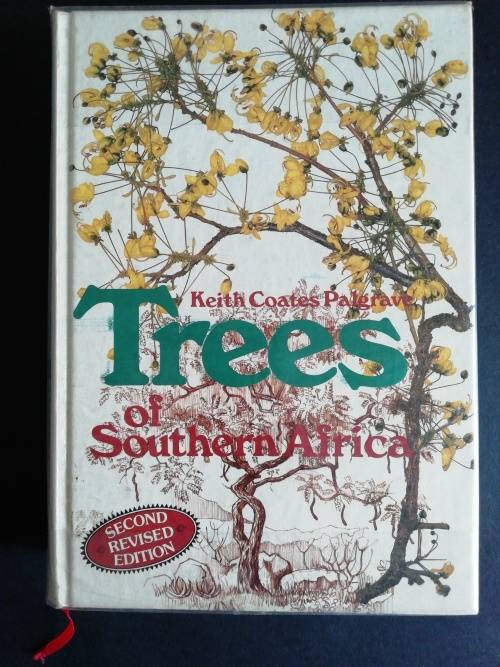 Keith Coates Palgrave
Trees
of
Southern Africa
SECOND
REVISED
EDITION